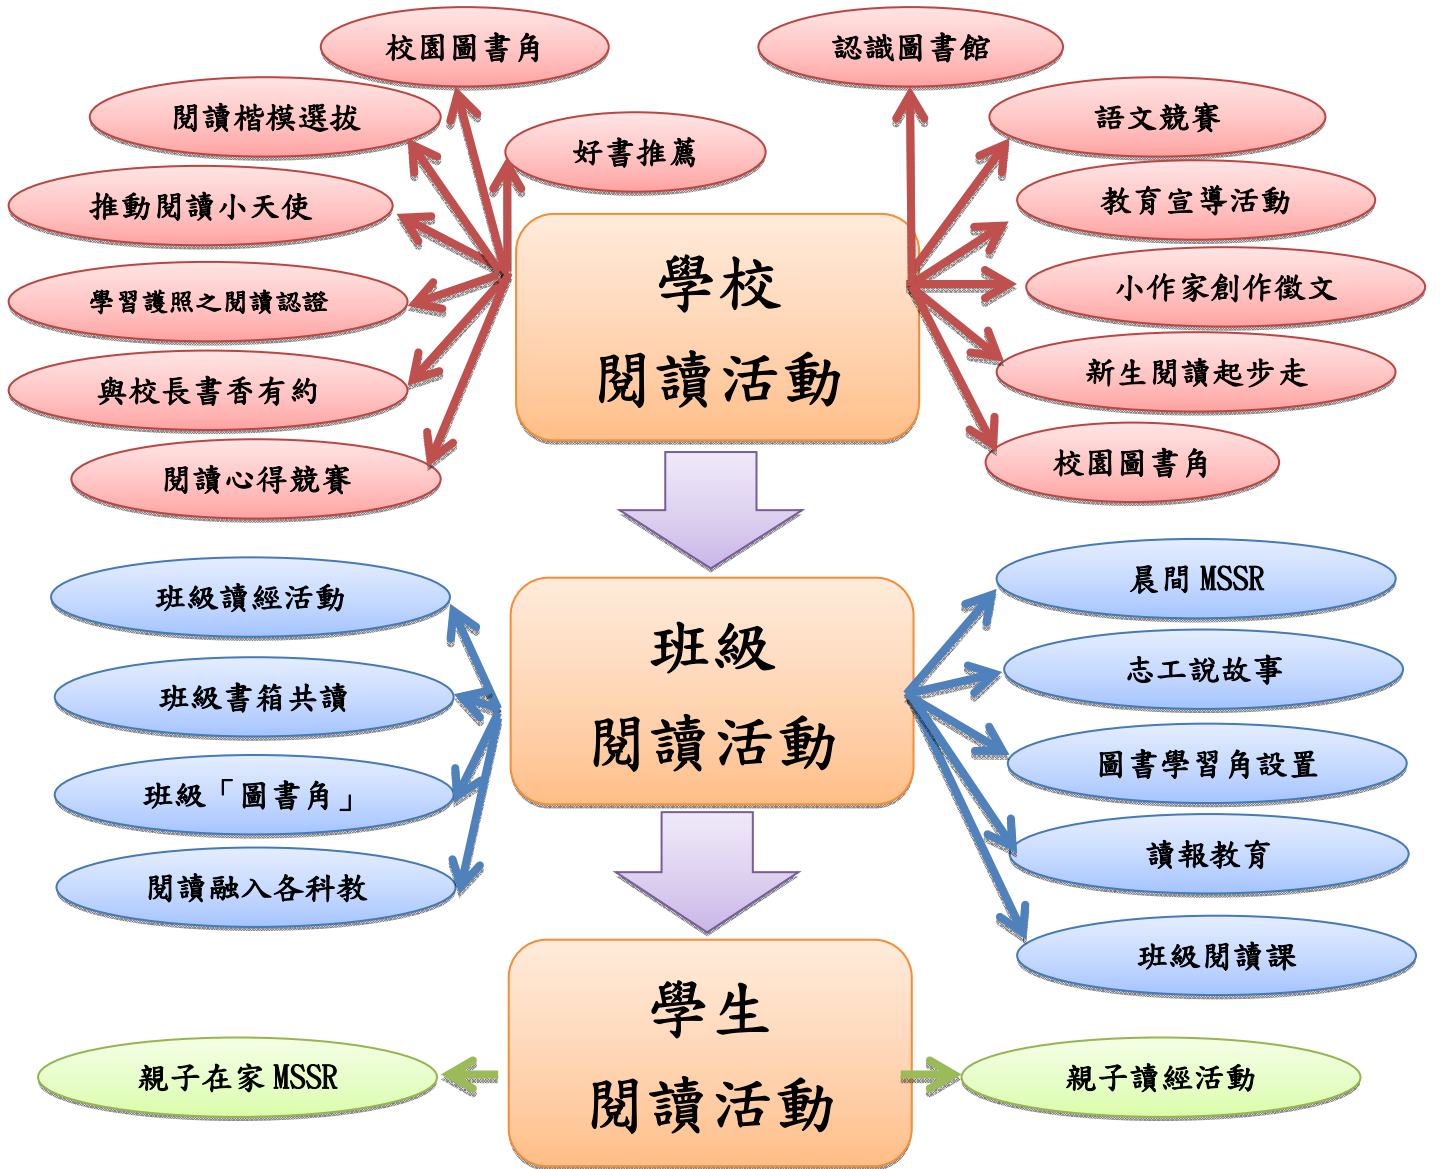 校園圖書角
認識圖書館
閱讀楷模選拔
語文競賽
好書推薦
推動閱讀小天使
教育宣導活動
學校
閱讀活動
學習護照之閱讀認證
小作家創作徵文
與校長書香有約
新生閱讀起步走
閱讀心得競賽
校園圖書角
班級讀經活動
晨間 MSSR
班級
閱讀活動
班級書箱共讀
志工說故事
班級「圖書角」
圖書學習角設置
閱讀融入各科教
讀報教育
班級閱讀課
學生
閱讀活動
親子在家 MSSR
親子讀經活動